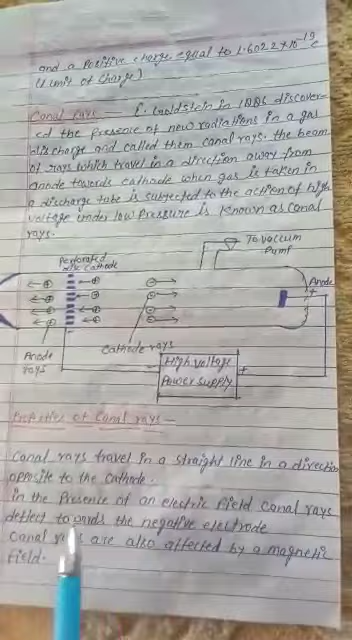 and a positive charge equal to 1.6022×10⁻¹⁹c
(1 unit of charge)
Canal rays — E. Goldstein in 1886 discover-
ed the presence of new radiations in a gas
discharge and called them canal rays. the beam
of rays which travel in a direction away from
anode towards cathode when gas is taken in
a discharge tube is subjected to the action of high
voltage under low pressure is known as canal
rays.
To vaccum
Pump
Perforated
disc cathode
Anode
+
Anode
rays
Cathode rays
High voltage
Power supply
+
Properties of Canal rays —
Canal rays travel in a straight line in a direction
opposite to the cathode.
in the presence of an electric field canal rays
deflect towards the negative electrode
Canal rays are also affected by a magnetic
field.